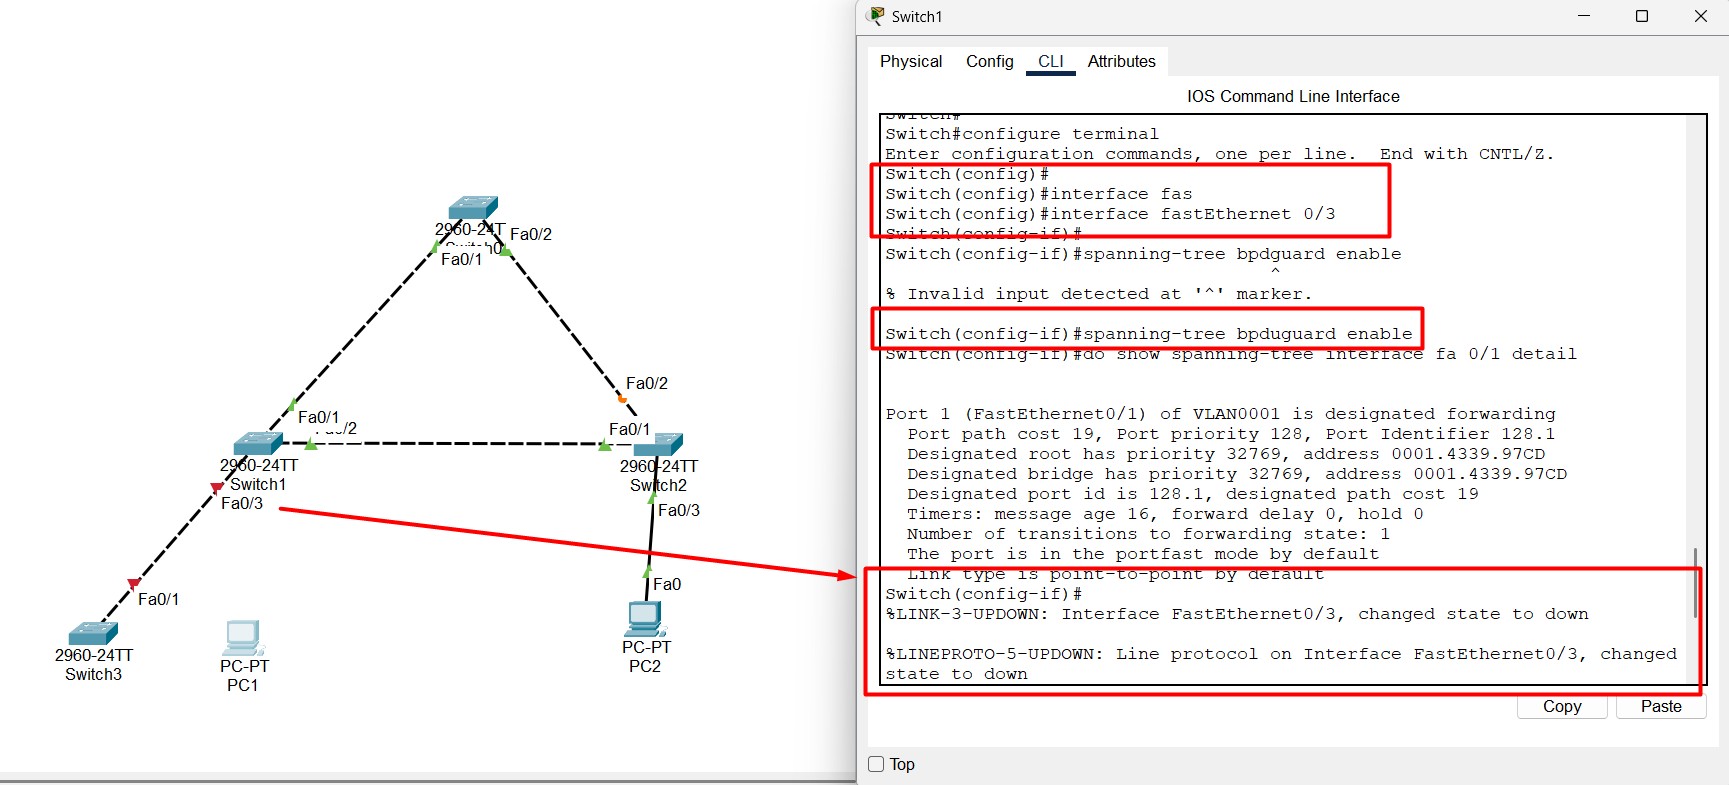 2960-24T
Switch0
Fa0/2
Fa0/1
Fa0/2
Fa0/1
Fa0/1
2960-24TT
Switch1
Fa0/3
2960-24TT
Switch2
Fa0/3
Fa0/1
Fa0
2960-24TT
Switch3
PC-PT
PC1
PC-PT
PC2
Switch1
Physical Config CLI Attributes
IOS Command Line Interface
Switch#
Switch#configure terminal
Enter configuration commands, one per line.  End with CNTL/Z.
Switch(config)#
Switch(config)#interface fas
Switch(config)#interface fastEthernet 0/3
Switch(config-if)#
Switch(config-if)#spanning-tree bpdguard enable
^
% Invalid input detected at '^' marker.
Switch(config-if)#spanning-tree bpduguard enable
Switch(config-if)#do show spanning-tree interface fa 0/1 detail
Port 1 (FastEthernet0/1) of VLAN0001 is designated forwarding
Port path cost 19, Port priority 128, Port Identifier 128.1
Designated root has priority 32769, address 0001.4339.97CD
Designated bridge has priority 32769, address 0001.4339.97CD
Designated port id is 128.1, designated path cost 19
Timers: message age 16, forward delay 0, hold 0
Number of transitions to forwarding state: 1
The port is in the portfast mode by default
Link type is point-to-point by default
Switch(config-if)#
%LINK-3-UPDOWN: Interface FastEthernet0/3, changed state to down
%LINEPROTO-5-UPDOWN: Line protocol on Interface FastEthernet0/3, changed
state to down
Copy Paste
Top